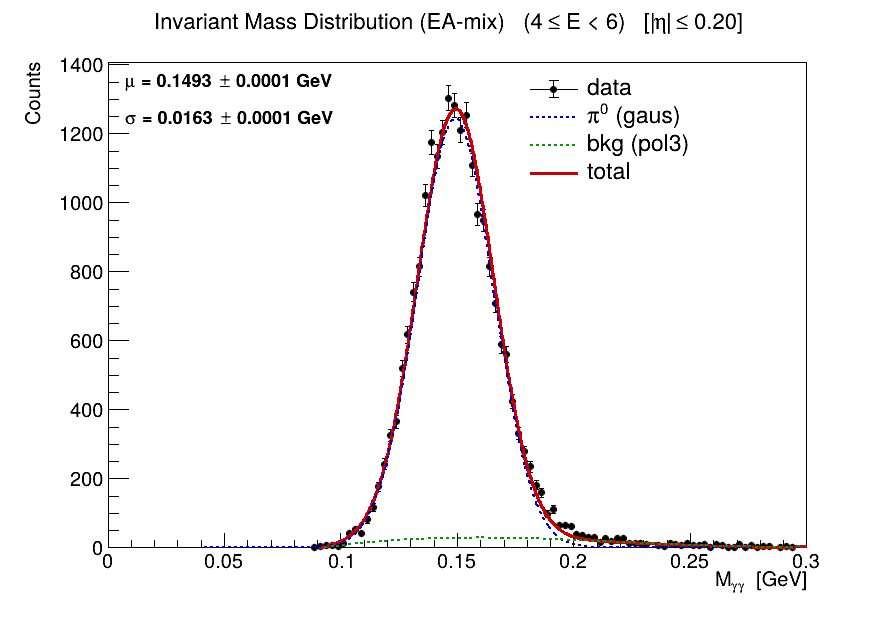 Invariant Mass Distribution (EA-mix) (4 ≤ E < 6) [|η| ≤ 0.20]
Counts
1400
1200
1000
800
600
400
200
0
μ = 0.1493 ± 0.0001 GeV
σ = 0.0163 ± 0.0001 GeV
data
π⁰ (gaus)
bkg (pol3)
total
0 0.05 0.1 0.15 0.2 0.25 0.3
Mγγ [GeV]